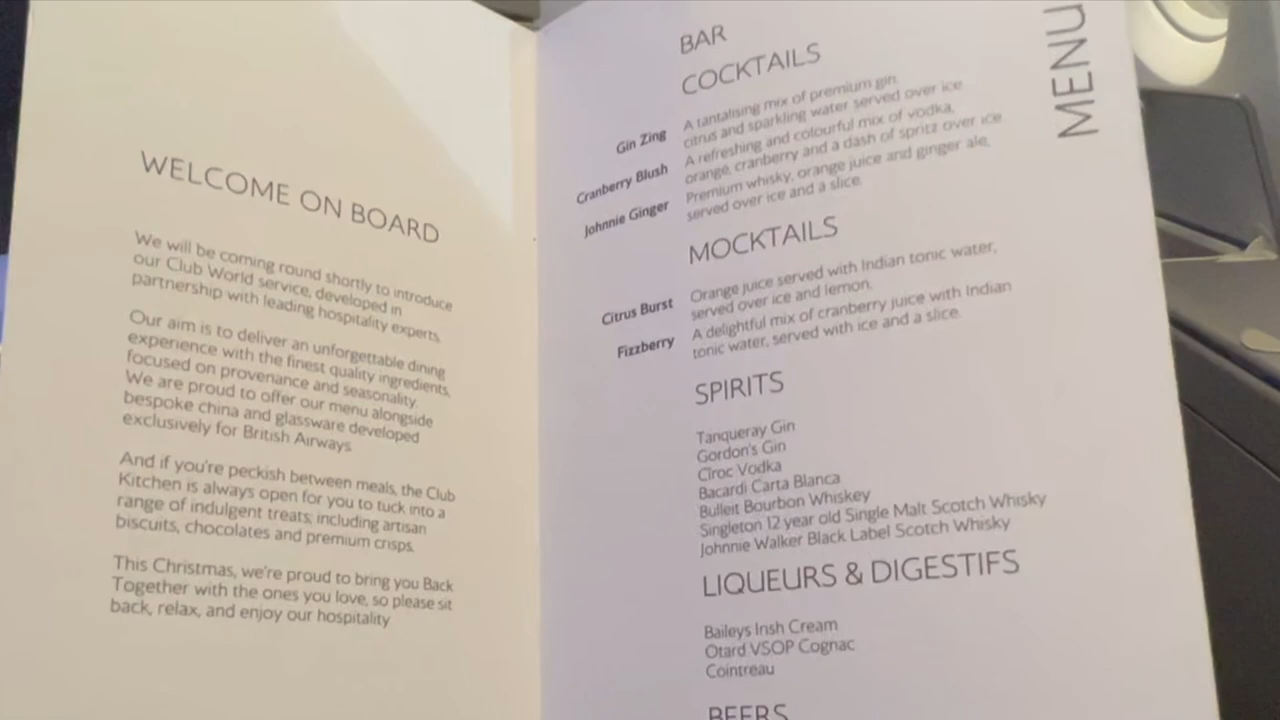 WELCOME ON BOARD
We will be coming round shortly to introduce
our Club World service, developed in
partnership with leading hospitality experts.
Our aim is to deliver an unforgettable dining
experience with the finest quality ingredients,
focused on provenance and seasonality.
We are proud to offer our menu alongside
bespoke china and glassware developed
exclusively for British Airways.
And if you're peckish between meals, the Club
Kitchen is always open for you to tuck into a
range of indulgent treats, including artisan
biscuits, chocolates and premium crisps.
This Christmas, we're proud to bring you Back
Together with the ones you love, so please sit
back, relax, and enjoy our hospitality
MENU
BAR
COCKTAILS
Gin Zing
A tantalising mix of premium gin,
citrus and sparkling water served over ice
Cranberry Blush
A refreshing and colourful mix of vodka,
orange, cranberry and a dash of spritz over ice
Johnnie Ginger
Premium whisky, orange juice and ginger ale,
served over ice and a slice.
MOCKTAILS
Citrus Burst
Orange juice served with Indian tonic water,
served over ice and lemon.
Fizzberry
A delightful mix of cranberry juice with Indian
tonic water, served with ice and a slice.
SPIRITS
Tanqueray Gin
Gordon's Gin
Cîroc Vodka
Bacardi Carta Blanca
Bulleit Bourbon Whiskey
Singleton 12 year old Single Malt Scotch Whisky
Johnnie Walker Black Label Scotch Whisky
LIQUEURS & DIGESTIFS
Baileys Irish Cream
Otard VSOP Cognac
Cointreau
BEERS